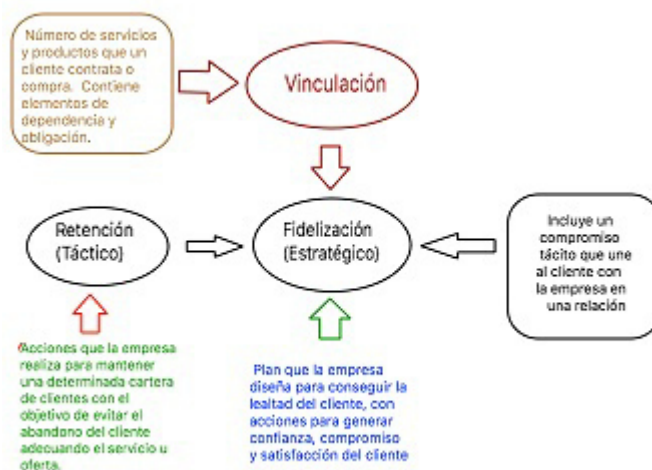 Número de servicios
y productos que un
cliente contrata o
compra. Contiene
elementos de
dependencia y
obligación.
Vinculación
Retención
(Táctico)
Fidelización
(Estratégico)
Incluye un
compromiso
tácito que une
al cliente con
la empresa en
una relación
Acciones que la empresa
realiza para mantener
una determinada cartera
de clientes con el
objetivo de evitar el
abandono del cliente
adecuando el servicio u
oferta.
Plan que la empresa
diseña para conseguir la
lealtad del cliente, con
acciones para generar
confianza, compromiso
y satisfacción del cliente